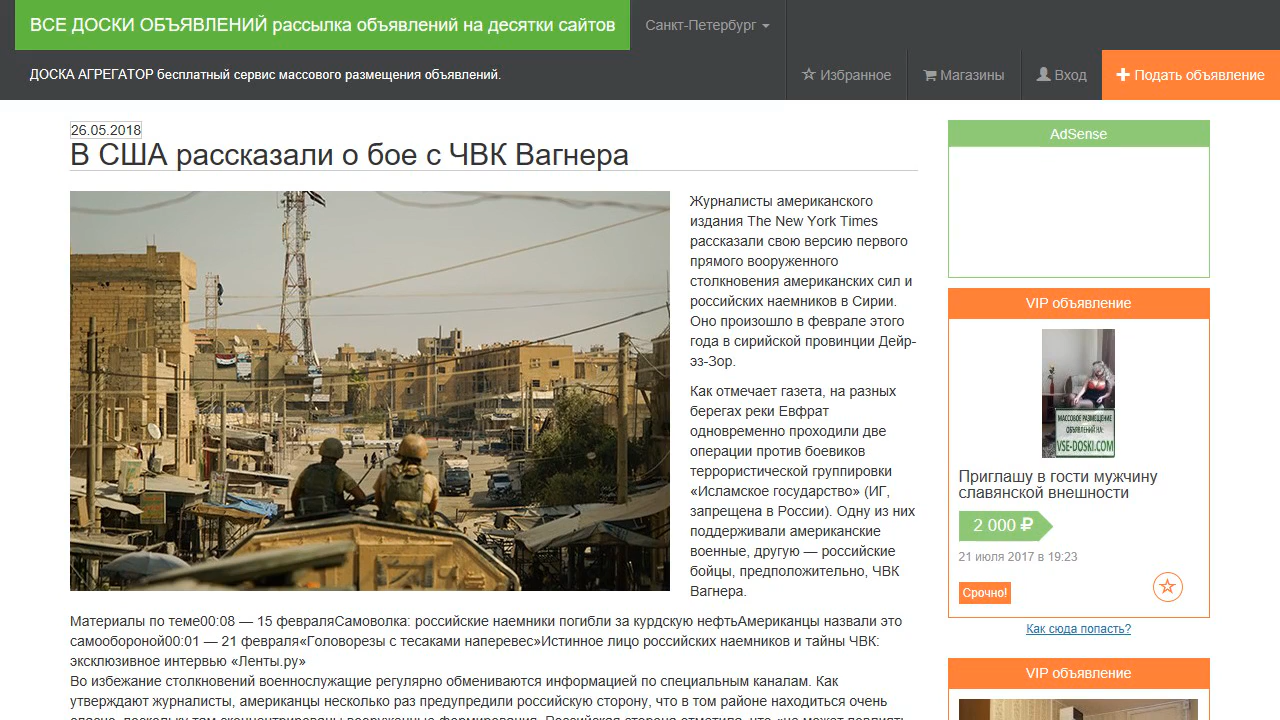 ВСЕ ДОСКИ ОБЪЯВЛЕНИЙ рассылка объявлений на десятки сайтов
Санкт-Петербург
ДОСКА АГРЕГАТОР бесплатный сервис массового размещения объявлений.
Избранное
Магазины
Вход
Подать объявление
26.05.2018
В США рассказали о бое с ЧВК Вагнера
Журналисты американского
издания The New York Times
рассказали свою версию первого
прямого вооруженного
столкновения американских сил и
российских наемников в Сирии.
Оно произошло в феврале этого
года в сирийской провинции Дейр-
эз-Зор.
Как отмечает газета, на разных
берегах реки Евфрат
одновременно проходили две
операции против боевиков
террористической группировки
«Исламское государство» (ИГ,
запрещена в России). Одну из них
поддерживали американские
военные, другую — российские
бойцы, предположительно, ЧВК
Вагнера.
Материалы по теме00:08 — 15 февраляСамоволка: российские наемники погибли за курдскую нефтьАмериканцы назвали это
самообороной00:01 — 21 февраля«Головорезы с тесаками наперевес»Истинное лицо российских наемников и тайны ЧВК:
эксклюзивное интервью «Ленты.ру»
Во избежание столкновений военнослужащие регулярно обмениваются информацией по специальным каналам. Как
утверждают журналисты, американцы несколько раз предупредили российскую сторону, что в том районе находиться очень
AdSense
VIP объявление
МАССОВОЕ РАЗМЕЩЕНИЕ
ОБЪЯВЛЕНИЙ НА:
VSE-DOSKI.COM
Приглашу в гости мужчину
славянской внешности
2 000 ₽
21 июля 2017 в 19:23
Срочно!
Как сюда попасть?
VIP объявление